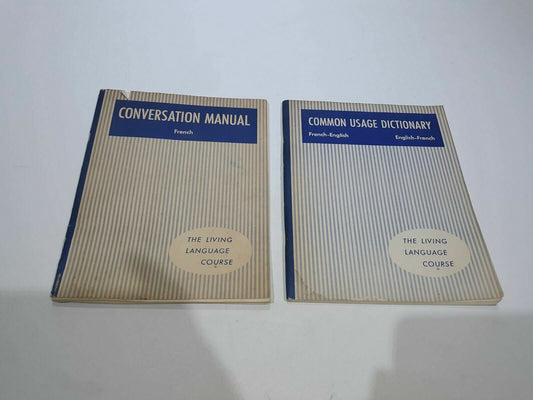 CONVERSATION MANUAL
French
THE LIVING
LANGUAGE
COURSE
COMMON USAGE DICTIONARY
French-English English-French
THE LIVING
LANGUAGE
COURSE